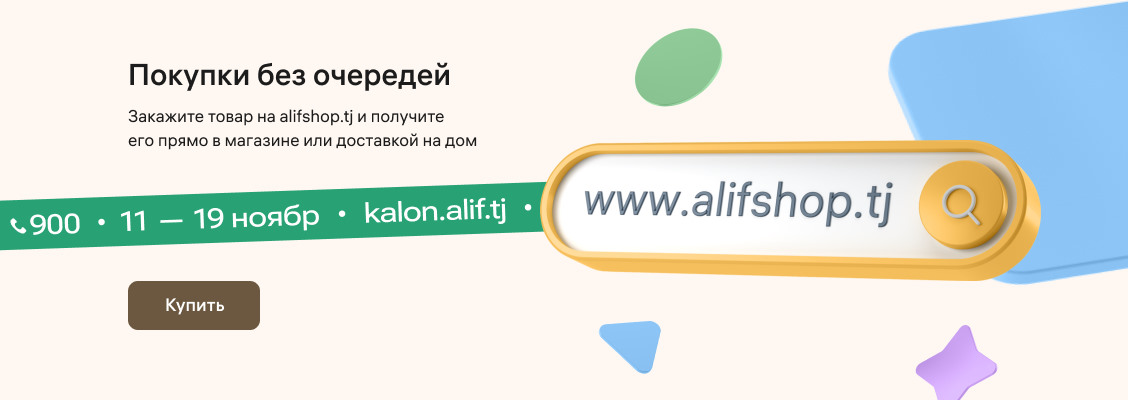 Покупки без очередей
Закажите товар на alifshop.tj и получите
его прямо в магазине или доставкой на дом
900 • 11 — 19 ноябр • kalon.alif.tj •
www.alifshop.tj
Купить